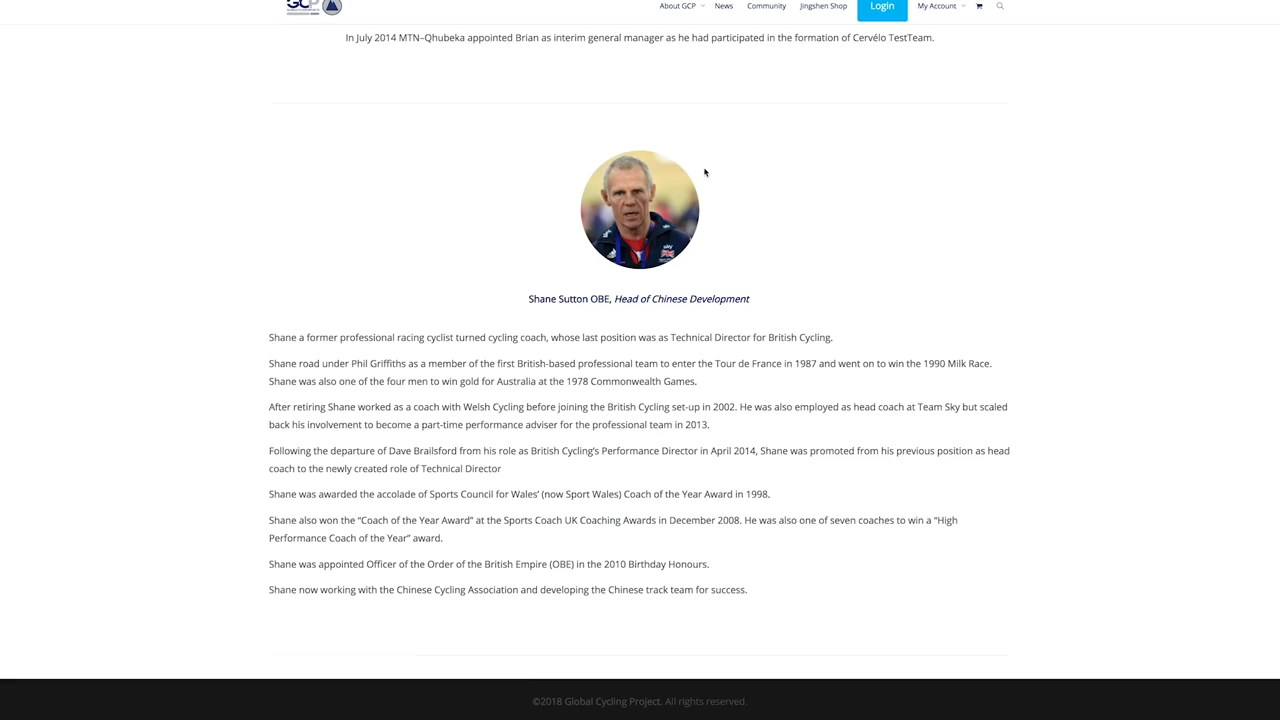 GCP
About GCP News Community Jingshen Shop Login My Account
In July 2014 MTN–Qhubeka appointed Brian as interim general manager as he had participated in the formation of Cervélo TestTeam.
sky
Shane Sutton OBE, Head of Chinese Development
Shane a former professional racing cyclist turned cycling coach, whose last position was as Technical Director for British Cycling.
Shane road under Phil Griffiths as a member of the first British-based professional team to enter the Tour de France in 1987 and went on to win the 1990 Milk Race.
Shane was also one of the four men to win gold for Australia at the 1978 Commonwealth Games.
After retiring Shane worked as a coach with Welsh Cycling before joining the British Cycling set-up in 2002. He was also employed as head coach at Team Sky but scaled
back his involvement to become a part-time performance adviser for the professional team in 2013.
Following the departure of Dave Brailsford from his role as British Cycling's Performance Director in April 2014, Shane was promoted from his previous position as head
coach to the newly created role of Technical Director
Shane was awarded the accolade of Sports Council for Wales' (now Sport Wales) Coach of the Year Award in 1998.
Shane also won the "Coach of the Year Award" at the Sports Coach UK Coaching Awards in December 2008. He was also one of seven coaches to win a "High
Performance Coach of the Year" award.
Shane was appointed Officer of the Order of the British Empire (OBE) in the 2010 Birthday Honours.
Shane now working with the Chinese Cycling Association and developing the Chinese track team for success.
©2018 Global Cycling Project. All rights reserved.